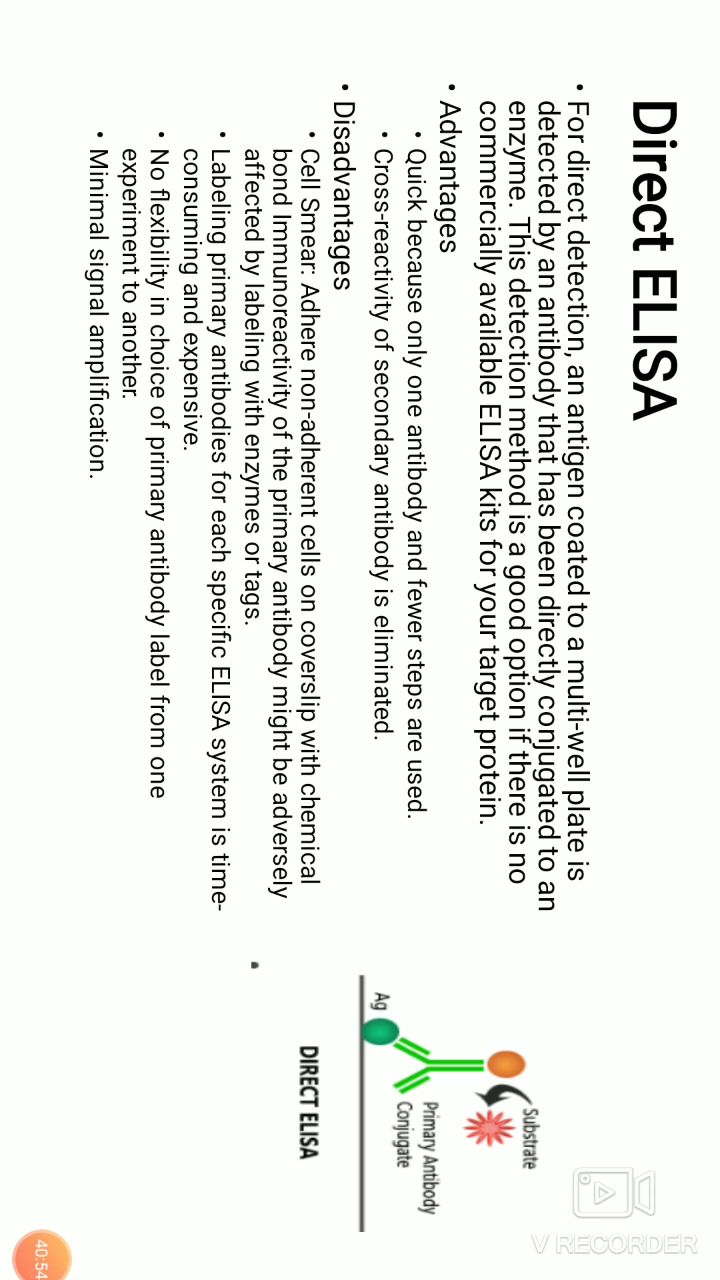 Direct ELISA
• For direct detection, an antigen coated to a multi-well plate is
detected by an antibody that has been directly conjugated to an
enzyme. This detection method is a good option if there is no
commercially available ELISA kits for your target protein.
• Advantages
• Quick because only one antibody and fewer steps are used.
• Cross-reactivity of secondary antibody is eliminated.
• Disadvantages
• Cell Smear: Adhere non-adherent cells on coverslip with chemical
bond Immunoreactivity of the primary antibody might be adversely
affected by labeling with enzymes or tags.
• Labeling primary antibodies for each specific ELISA system is time-
consuming and expensive.
• No flexibility in choice of primary antibody label from one
experiment to another.
• Minimal signal amplification.
Substrate
Primary Antibody
Conjugate
Ag
DIRECT ELISA
V RECORDER
40:54